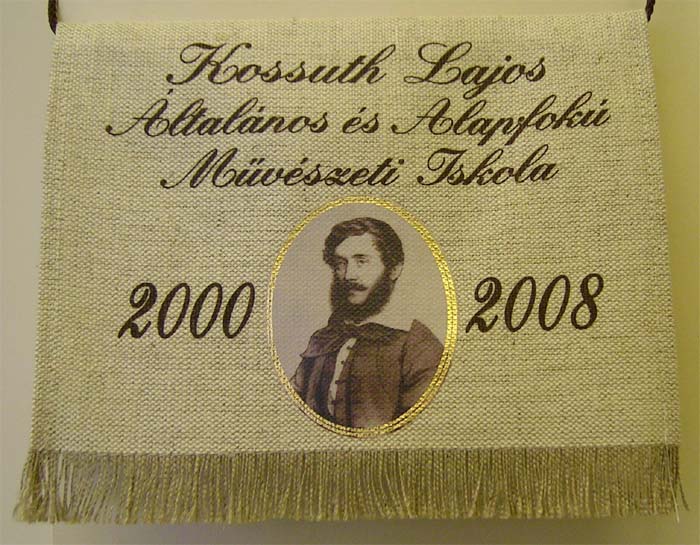 Kossuth Lajos
Általános és Alapfokú
Művészeti Iskola
2000 2008